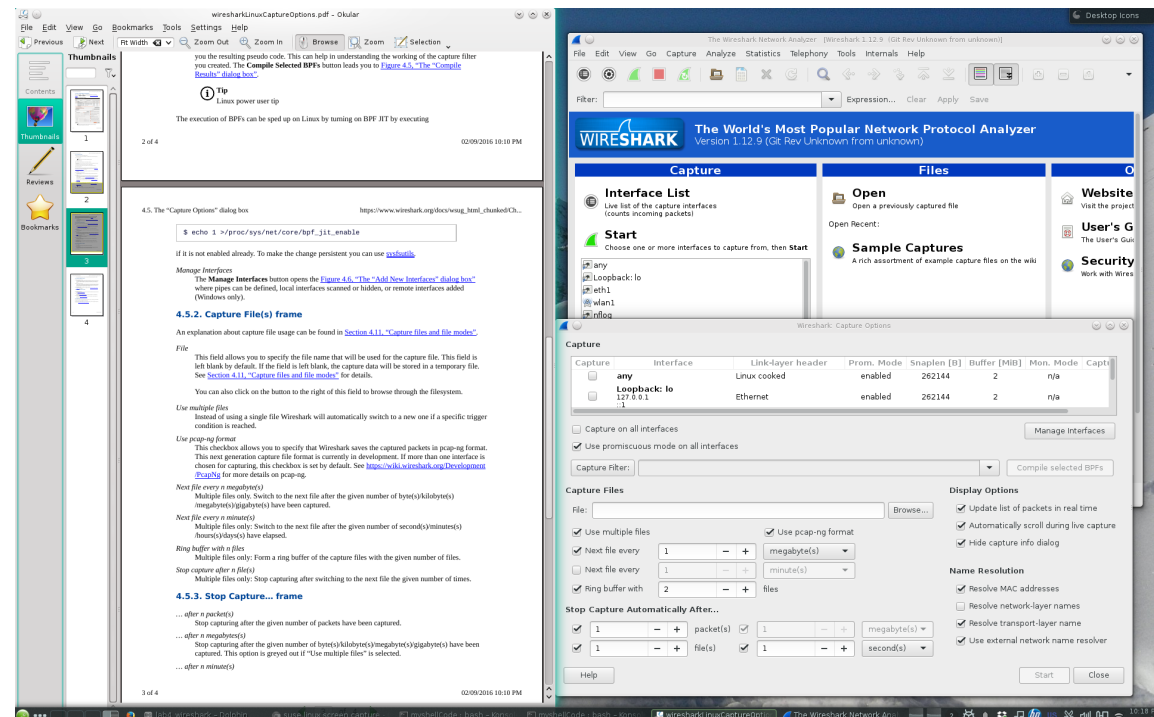 wiresharkLinuxCaptureOptions.pdf - Okular
File Edit View Go Bookmarks Tools Settings Help
Previous Next Fit Width Zoom Out Zoom In Browse Zoom Selection
Contents
Thumbnails
Reviews
Bookmarks
Thumbnails
1
2
3
4
you the resulting pseudo code. This can help in understanding the working of the capture filter
you created. The Compile Selected BPFs button leads you to Figure 4.5, “The “Compile
Results” dialog box”.
Tip
Linux power user tip
The execution of BPFs can be sped up on Linux by turning on BPF JIT by executing
2 of 4 02/09/2016 10:10 PM
4.5. The “Capture Options” dialog box https://www.wireshark.org/docs/wsug_html_chunked/Ch...
$ echo 1 >/proc/sys/net/core/bpf_jit_enable
if it is not enabled already. To make the change persistent you can use sysfsutils.
Manage Interfaces
The Manage Interfaces button opens the Figure 4.6, “The “Add New Interfaces” dialog box”
where pipes can be defined, local interfaces scanned or hidden, or remote interfaces added
(Windows only).
4.5.2. Capture File(s) frame
An explanation about capture file usage can be found in Section 4.11, “Capture files and file modes”.
File
This field allows you to specify the file name that will be used for the capture file. This field is
left blank by default. If the field is left blank, the capture data will be stored in a temporary file.
See Section 4.11, “Capture files and file modes” for details.
You can also click on the button to the right of this field to browse through the filesystem.
Use multiple files
Instead of using a single file Wireshark will automatically switch to a new one if a specific trigger
condition is reached.
Use pcap-ng format
This checkbox allows you to specify that Wireshark saves the captured packets in pcap-ng format.
This next generation capture file format is currently in development. If more than one interface is
chosen for capturing, this checkbox is set by default. See https://wiki.wireshark.org/Development
/PcapNg for more details on pcap-ng.
Next file every n megabyte(s)
Multiple files only. Switch to the next file after the given number of byte(s)/kilobyte(s)
/megabyte(s)/gigabyte(s) have been captured.
Next file every n minute(s)
Multiple files only: Switch to the next file after the given number of second(s)/minutes(s)
/hours(s)/days(s) have elapsed.
Ring buffer with n files
Multiple files only: Form a ring buffer of the capture files with the given number of files.
Stop capture after n file(s)
Multiple files only: Stop capturing after switching to the next file the given number of times.
4.5.3. Stop Capture... frame
... after n packet(s)
Stop capturing after the given number of packets have been captured.
... after n megabytes(s)
Stop capturing after the given number of byte(s)/kilobyte(s)/megabyte(s)/gigabyte(s) have been
captured. This option is greyed out if “Use multiple files” is selected.
... after n minute(s)
3 of 4 02/09/2016 10:10 PM
Desktop Icons
The Wireshark Network Analyzer [Wireshark 1.12.9 (Git Rev Unknown from unknown)]
File Edit View Go Capture Analyze Statistics Telephony Tools Internals Help
Filter: Expression... Clear Apply Save
WIRESHARK
The World's Most Popular Network Protocol Analyzer
Version 1.12.9 (Git Rev Unknown from unknown)
Capture
Interface List
Live list of the capture interfaces
(counts incoming packets)
Start
Choose one or more interfaces to capture from, then Start
any
Loopback: lo
eth1
wlan1
nflog
Files
Open
Open a previously captured file
Open Recent:
Sample Captures
A rich assortment of example capture files on the wiki
O
Website
Visit the project
User's G
The User's Guid
Security
Work with Wires
Wireshark: Capture Options
Capture
Capture Interface Link-layer header Prom. Mode Snaplen [B] Buffer [MiB] Mon. Mode Captu
any Linux cooked enabled 262144 2 n/a
Loopback: lo
127.0.0.1 Ethernet enabled 262144 2 n/a
::1
Capture on all interfaces
Manage Interfaces
Use promiscuous mode on all interfaces
Capture Filter: Compile selected BPFs
Capture Files
File: Browse...
Use multiple files Use pcap-ng format
Next file every 1 - + megabyte(s)
Next file every 1 - + minute(s)
Ring buffer with 2 - + files
Stop Capture Automatically After...
1 - + packet(s) 1 - + megabyte(s)
1 - + file(s) 1 - + second(s)
Display Options
Update list of packets in real time
Automatically scroll during live capture
Hide capture info dialog
Name Resolution
Resolve MAC addresses
Resolve network-layer names
Resolve transport-layer name
Use external network name resolver
Help Start Close
lab4_wireshark – Dolphin suse linux screen capture myshellCode : bash – Kons myshellCode : bash – Kons wiresharkLinuxCaptureOptio The Wireshark Network Anal 10:18